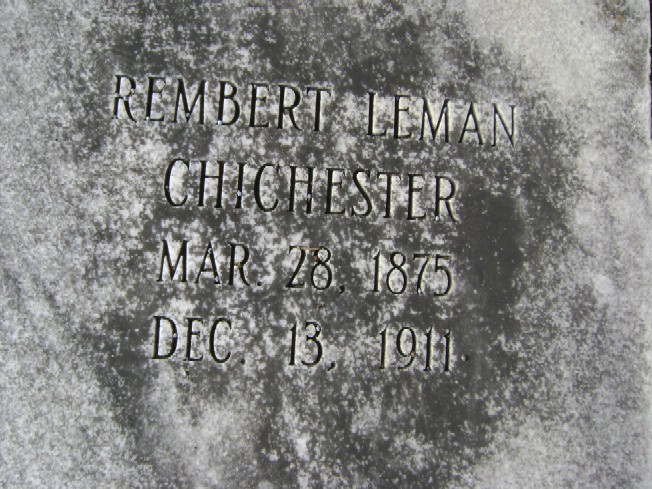 REMBERT LEMAN
CHICHESTER
MAR. 28, 1875
DEC. 13, 1911